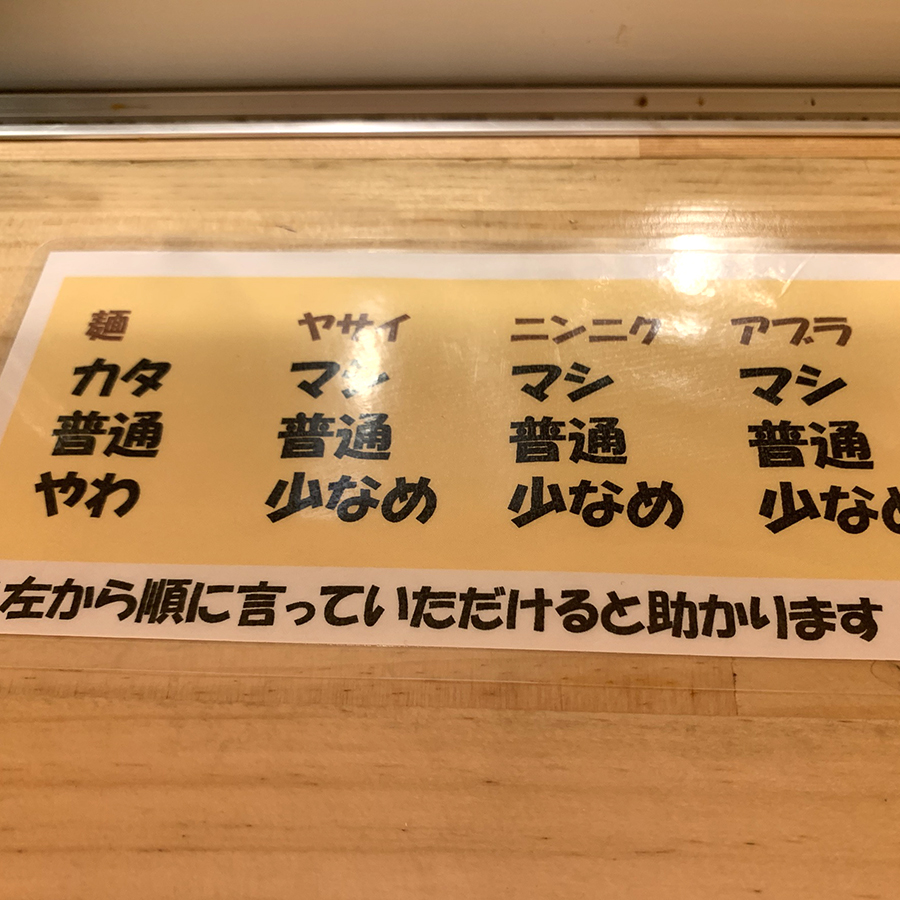 麺 ヤサイ ニンニク アブラ
カタ マシ マシ マシ
普通 普通 普通 普通
やわ 少なめ 少なめ 少なめ
左から順に言っていただけると助かります